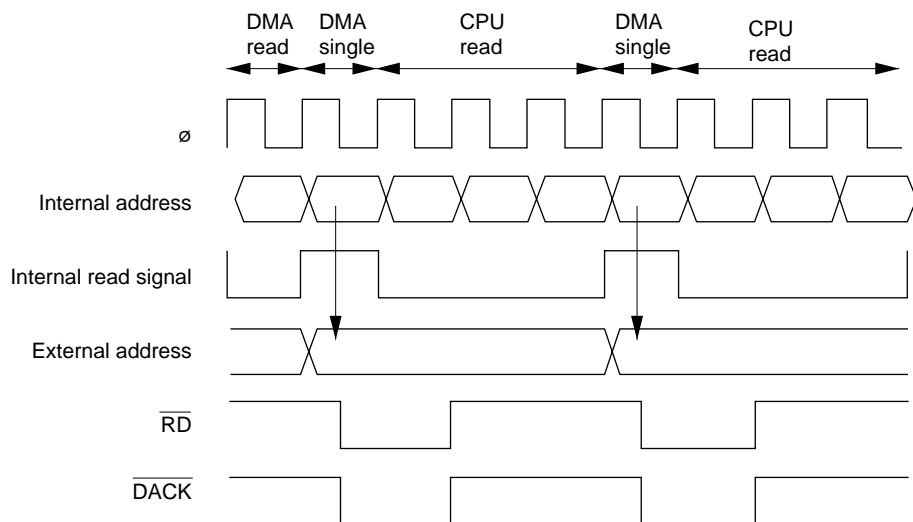 DMA read
DMA single
CPU read
DMA single
CPU read
ø
Internal address
Internal read signal
External address
RD
DACK